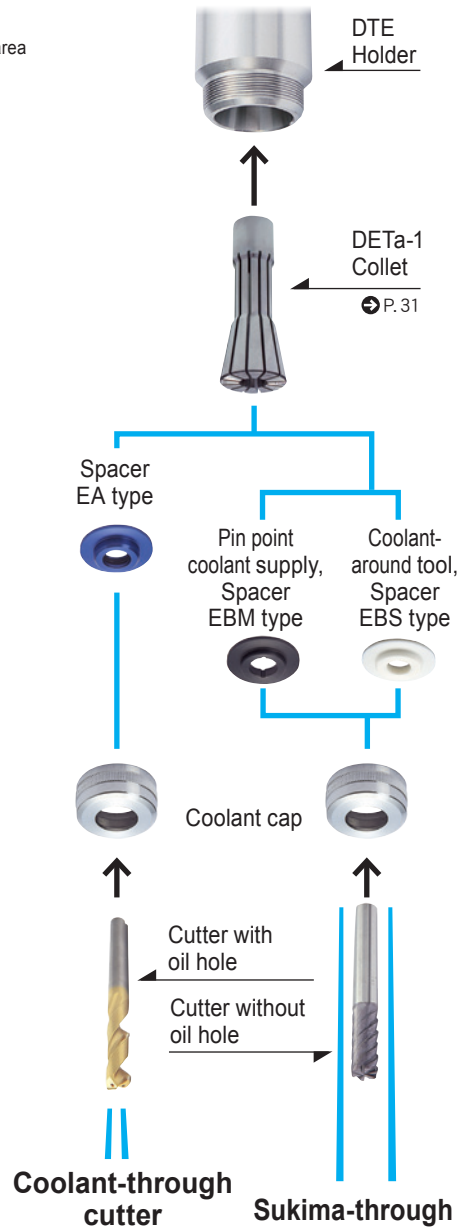 area
DTE
Holder
DETa-1
Collet
P. 31
Spacer
EA type
Pin point
coolant supply,
Spacer
EBM type
Coolant-
around tool,
Spacer
EBS type
Coolant cap
Cutter with
oil hole
Cutter without
oil hole
Coolant-through
cutter
Sukima-through